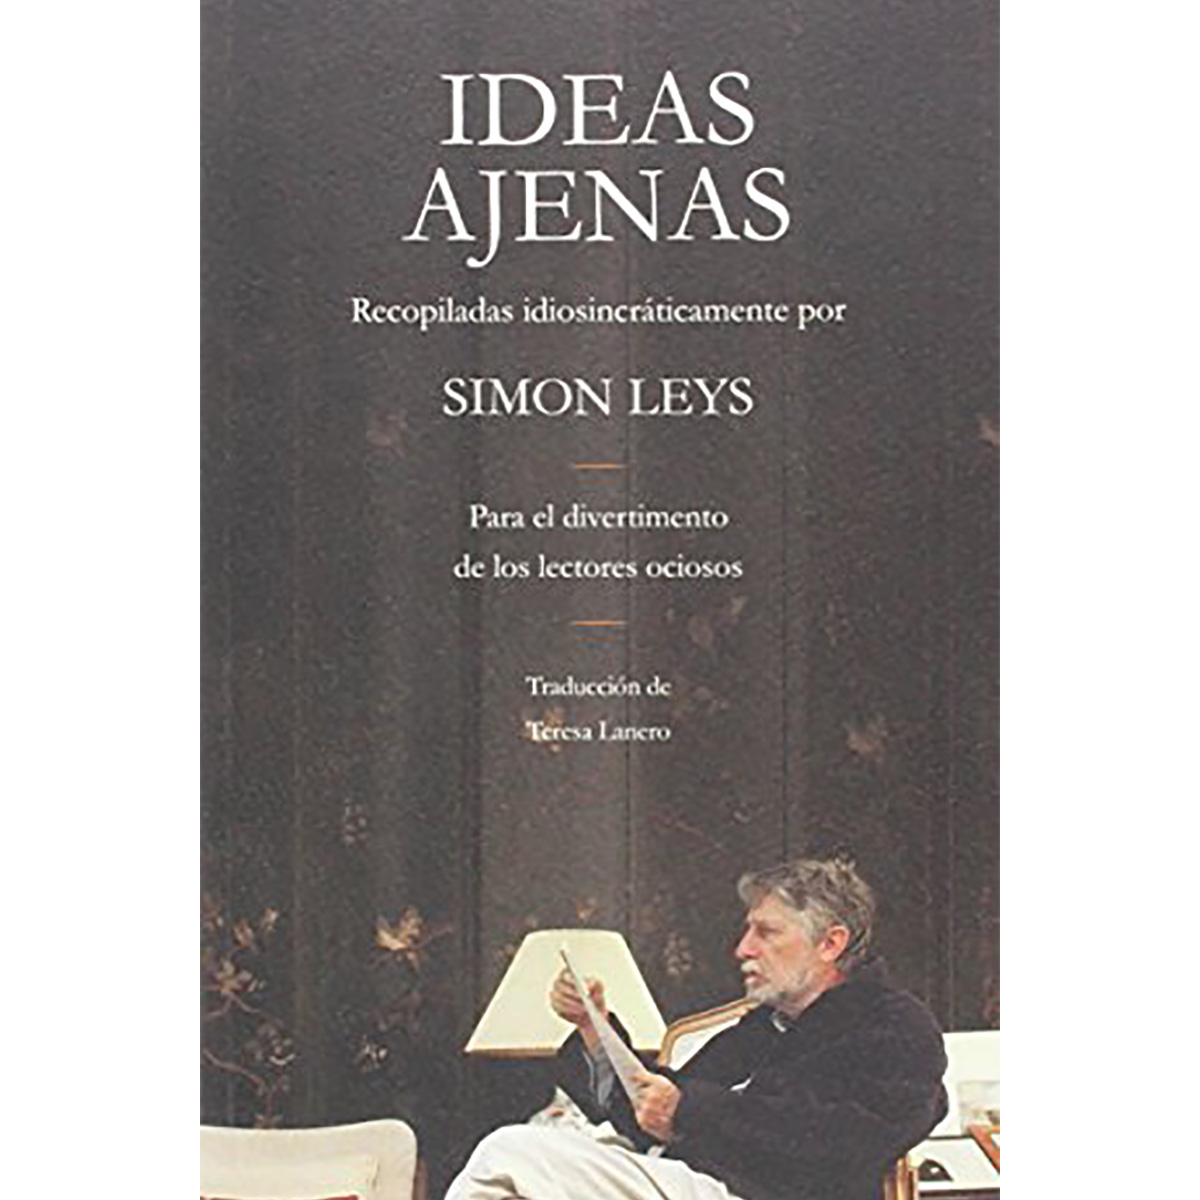 IDEAS
AJENAS
Recopiladas idiosincráticamente por
SIMON LEYS
Para el divertimento
de los lectores ociosos
Traducción de
Teresa Lanero